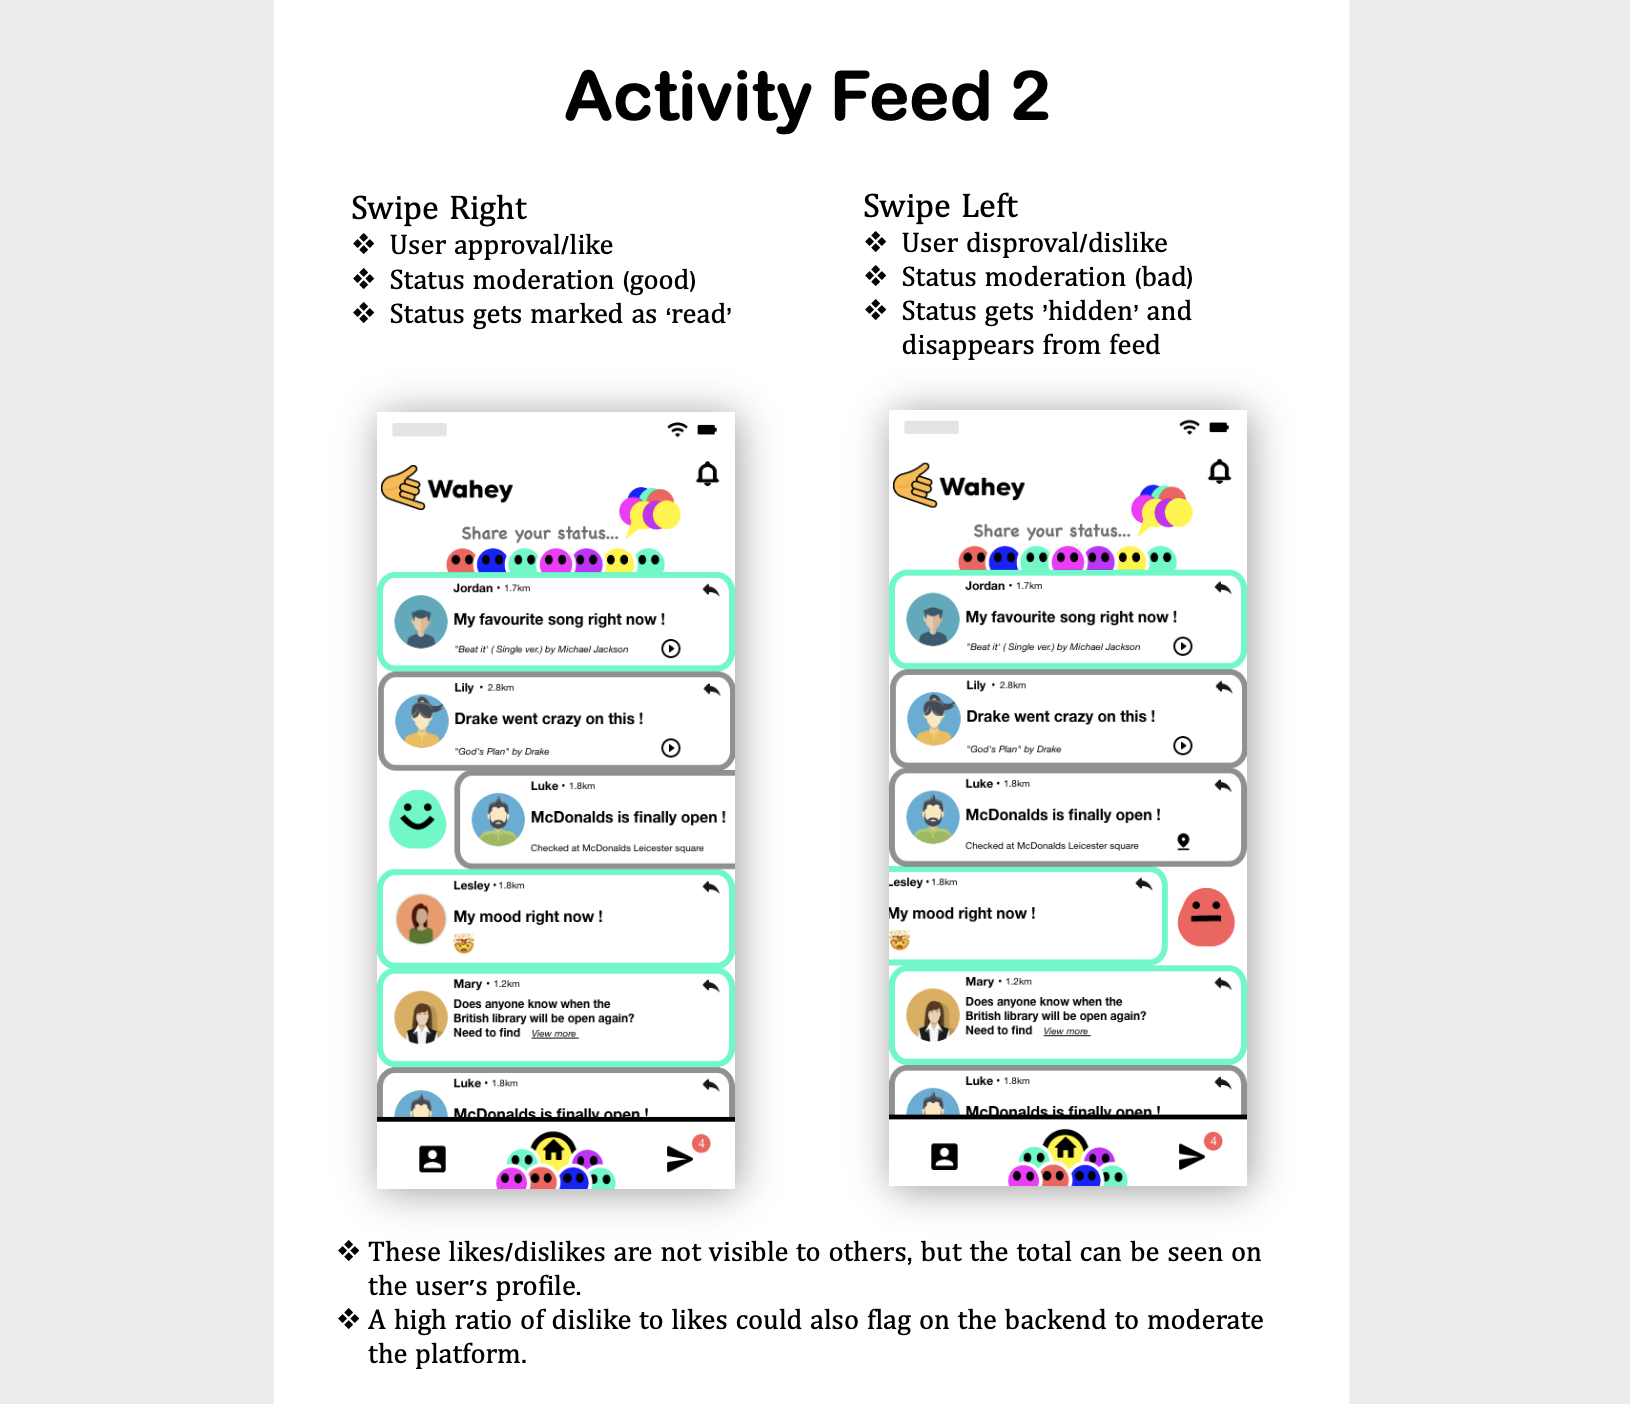 Activity Feed 2
Swipe Right
❖ User approval/like
❖ Status moderation (good)
❖ Status gets marked as ‘read’
Swipe Left
❖ User disproval/dislike
❖ Status moderation (bad)
❖ Status gets ’hidden’ and
disappears from feed
Wahey
Share your status...
Jordan • 1.7km
My favourite song right now !
"Beat it' ( Single ver.) by Michael Jackson
Lily • 2.8km
Drake went crazy on this !
"God's Plan" by Drake
Luke • 1.8km
McDonalds is finally open !
Checked at McDonalds Leicester square
Lesley • 1.8km
My mood right now !
Mary • 1.2km
Does anyone know when the
British library will be open again?
Need to find View more
Luke • 1.8km
McDonalds is finally open !
4
Wahey
Share your status...
Jordan • 1.7km
My favourite song right now !
"Beat it' ( Single ver.) by Michael Jackson
Lily • 2.8km
Drake went crazy on this !
"God's Plan" by Drake
Luke • 1.8km
McDonalds is finally open !
Checked at McDonalds Leicester square
Lesley • 1.8km
My mood right now !
Mary • 1.2km
Does anyone know when the
British library will be open again?
Need to find View more
Luke • 1.8km
McDonalds is finally open !
4
❖ These likes/dislikes are not visible to others, but the total can be seen on
the user's profile.
❖ A high ratio of dislike to likes could also flag on the backend to moderate
the platform.